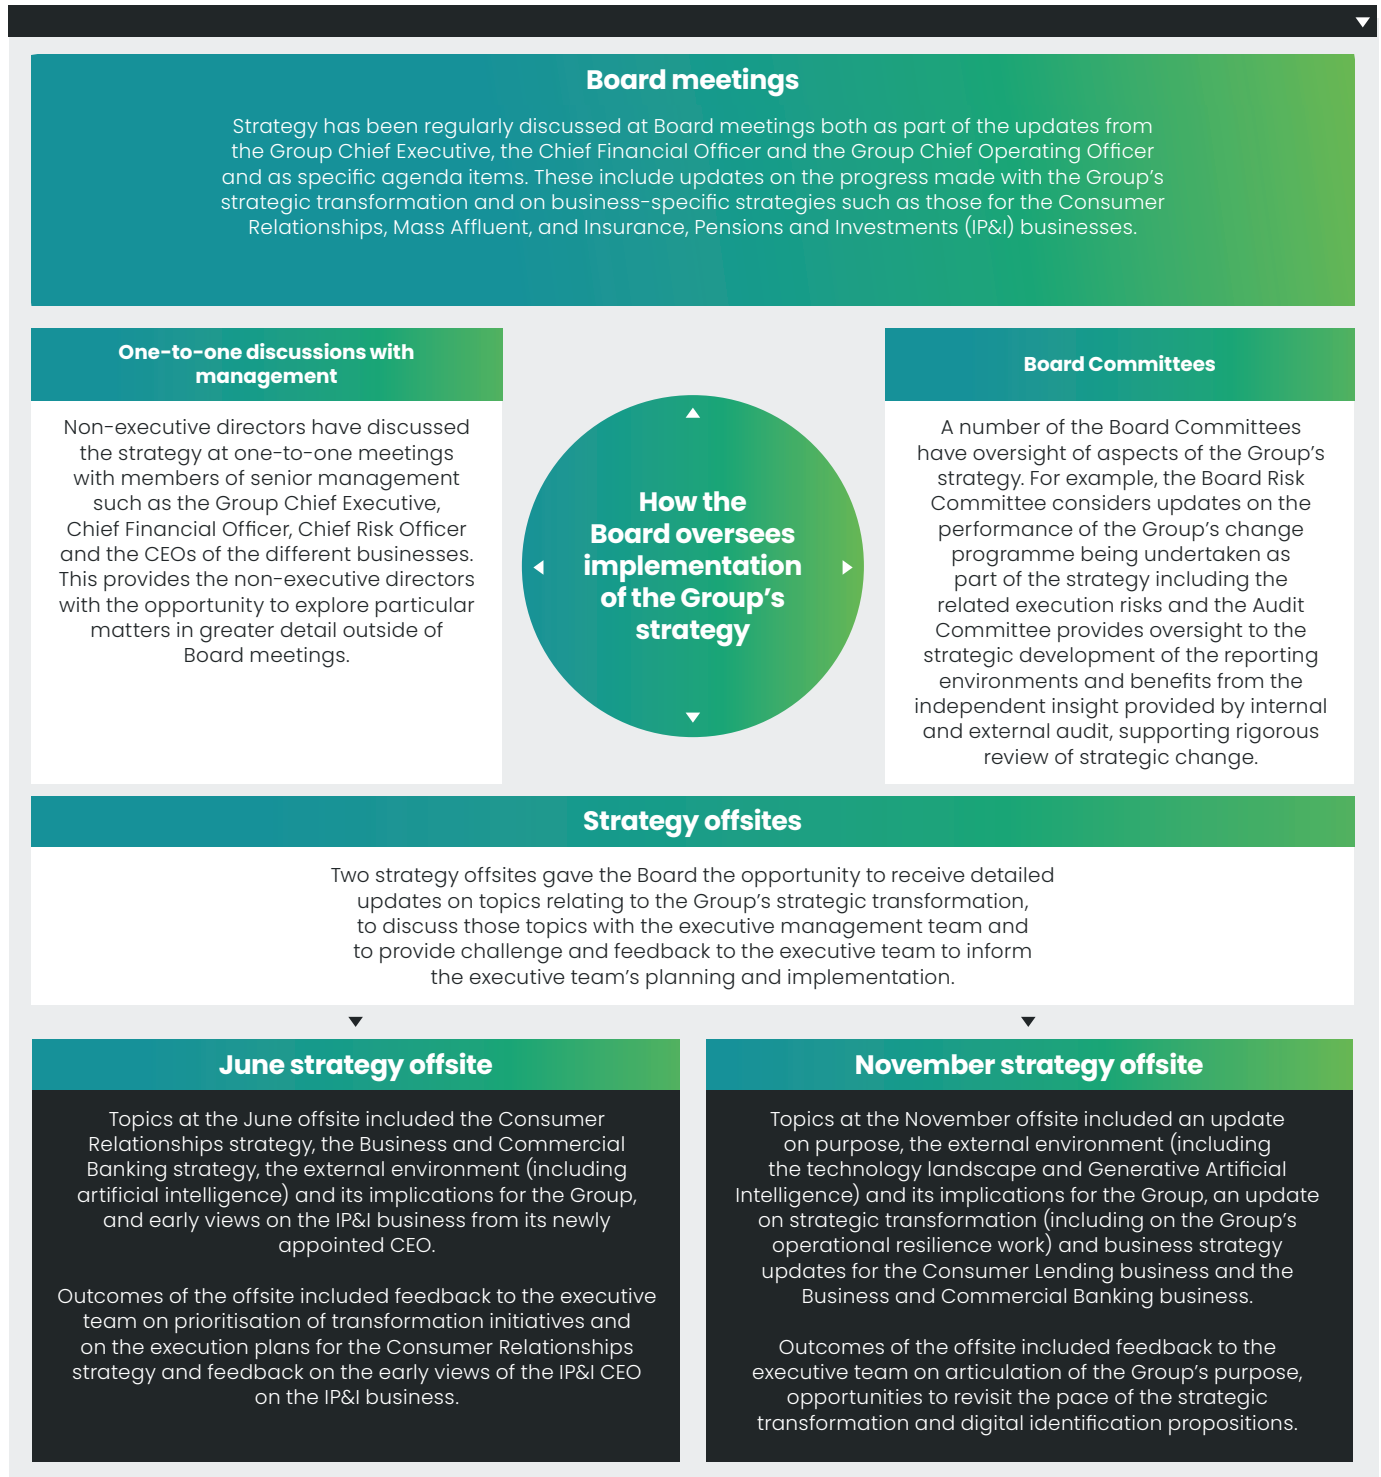 Board meetings
Strategy has been regularly discussed at Board meetings both as part of the updates from
the Group Chief Executive, the Chief Financial Officer and the Group Chief Operating Officer
and as specific agenda items. These include updates on the progress made with the Group’s
strategic transformation and on business-specific strategies such as those for the Consumer
Relationships, Mass Affluent, and Insurance, Pensions and Investments (IP&I) businesses.
One-to-one discussions with
management
Non-executive directors have discussed
the strategy at one-to-one meetings
with members of senior management
such as the Group Chief Executive,
Chief Financial Officer, Chief Risk Officer
and the CEOs of the different businesses.
This provides the non-executive directors
with the opportunity to explore particular
matters in greater detail outside of
Board meetings.
How the
Board oversees
implementation
of the Group’s
strategy
Board Committees
A number of the Board Committees
have oversight of aspects of the Group’s
strategy. For example, the Board Risk
Committee considers updates on the
performance of the Group’s change
programme being undertaken as
part of the strategy including the
related execution risks and the Audit
Committee provides oversight to the
strategic development of the reporting
environments and benefits from the
independent insight provided by internal
and external audit, supporting rigorous
review of strategic change.
Strategy offsites
Two strategy offsites gave the Board the opportunity to receive detailed
updates on topics relating to the Group’s strategic transformation,
to discuss those topics with the executive management team and
to provide challenge and feedback to the executive team to inform
the executive team’s planning and implementation.
June strategy offsite
Topics at the June offsite included the Consumer
Relationships strategy, the Business and Commercial
Banking strategy, the external environment (including
artificial intelligence) and its implications for the Group,
and early views on the IP&I business from its newly
appointed CEO.
Outcomes of the offsite included feedback to the executive
team on prioritisation of transformation initiatives and
on the execution plans for the Consumer Relationships
strategy and feedback on the early views of the IP&I CEO
on the IP&I business.
November strategy offsite
Topics at the November offsite included an update
on purpose, the external environment (including
the technology landscape and Generative Artificial
Intelligence) and its implications for the Group, an update
on strategic transformation (including on the Group’s
operational resilience work) and business strategy
updates for the Consumer Lending business and the
Business and Commercial Banking business.
Outcomes of the offsite included feedback to the
executive team on articulation of the Group’s purpose,
opportunities to revisit the pace of the strategic
transformation and digital identification propositions.